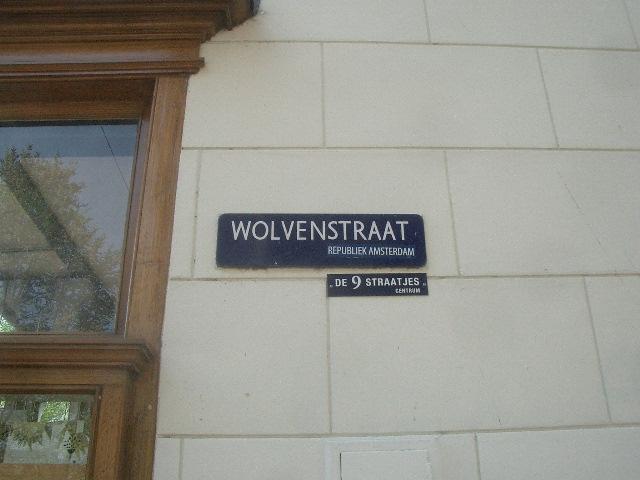 WOLVENSTRAAT
REPUBLIEK AMSTERDAM
"DE 9 STRAATJES"
CENTRUM